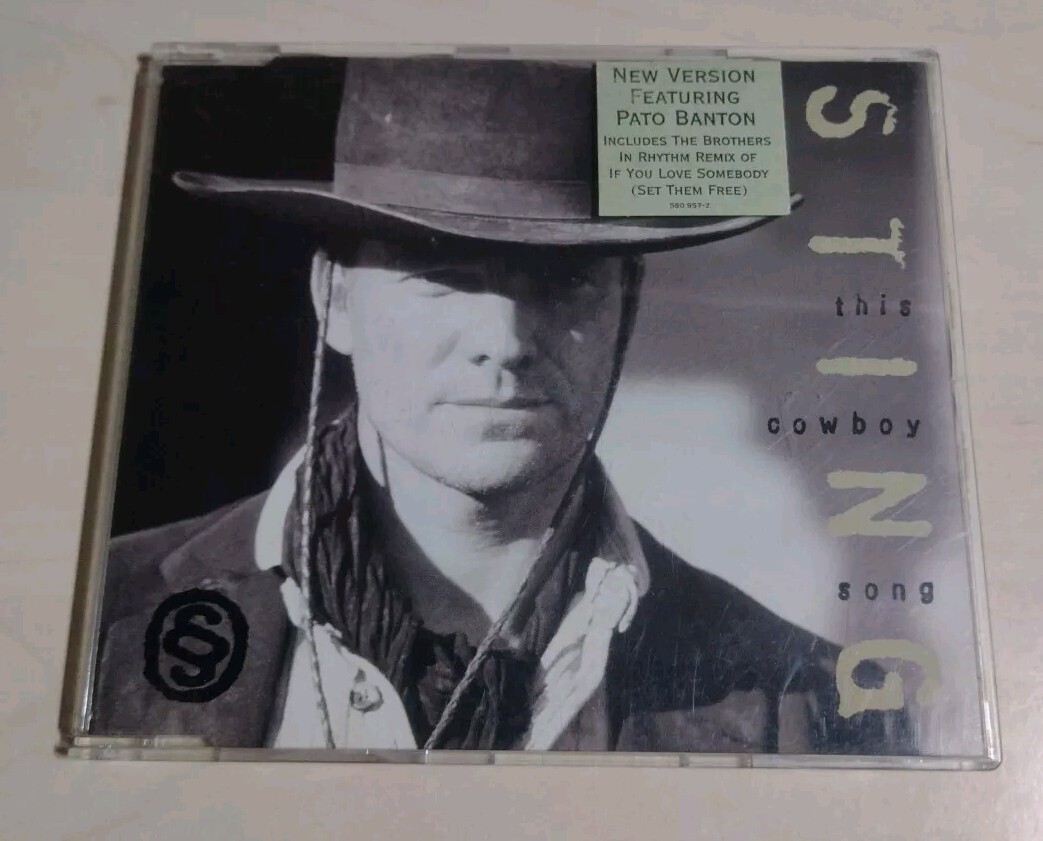 NEW VERSION
FEATURING
PATO BANTON
INCLUDES THE BROTHERS
IN RHYTHM REMIX OF
IF YOU LOVE SOMEBODY
(SET THEM FREE)
580 957-2
STING
this
cowboy
song